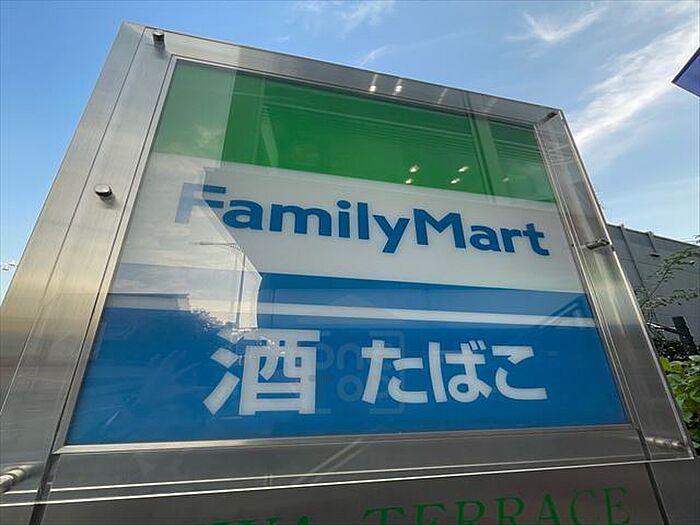 FamilyMart
酒 たばこ
TERRACE